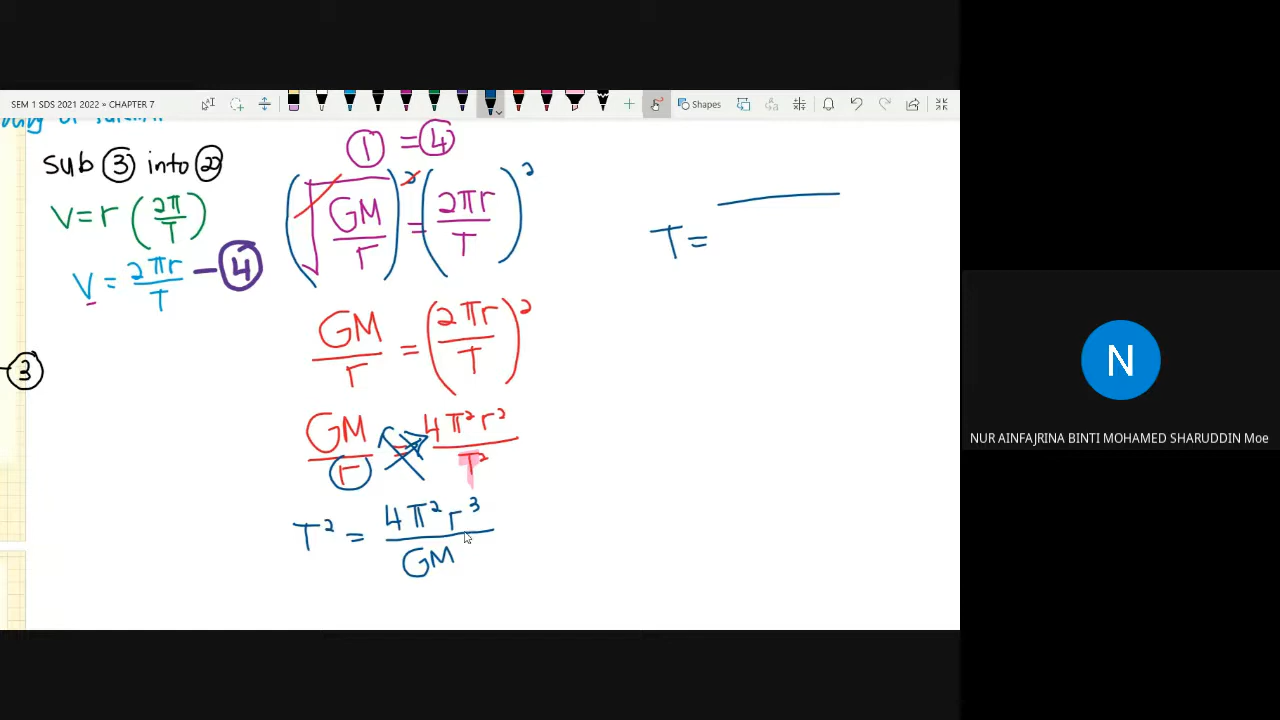 SEM 1 SDS 2021 2022 » CHAPTER 7
Shapes
sub ③ into ②
V = r (2π/T)
V = 2πr/T — ④
③
① = ④
(√(GM/r))² = (2πr/T)²
GM/r = (2πr/T)²
GM/r = 4π²r²/T²
T² = 4π²r³/GM
T =
N
NUR AINFAJRINA BINTI MOHAMED SHARUDDIN Moe